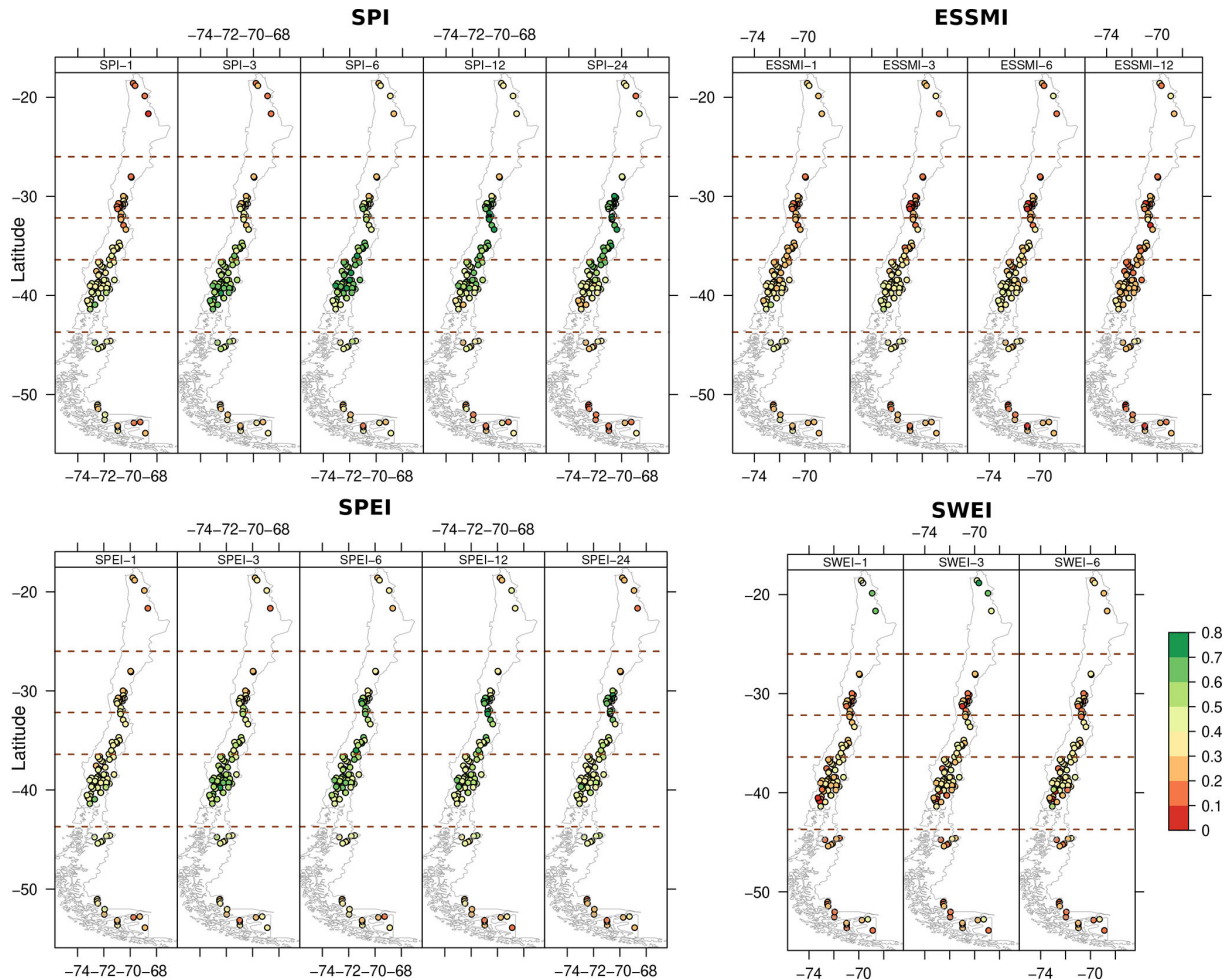 SPI
ESSMI
−74−72−70−68 −74−72−70−68
−74 −70 −74 −70
SPI−1 SPI−3 SPI−6 SPI−12 SPI−24
ESSMI−1 ESSMI−3 ESSMI−6 ESSMI−12
−20 −20
−30 −30
Latitude
−40 −40
−50 −50
−74−72−70−68 −74−72−70−68 −74−72−70−68
−74 −70 −74 −70
SPEI
SWEI
−74−72−70−68 −74−72−70−68
−74 −70
SPEI−1 SPEI−3 SPEI−6 SPEI−12 SPEI−24
SWEI−1 SWEI−3 SWEI−6
−20 −20
−30 −30
Latitude
−40 −40
−50 −50
0.8
0.7
0.6
0.5
0.4
0.3
0.2
0.1
0
−74−72−70−68 −74−72−70−68 −74−72−70−68
−74 −70 −74 −70